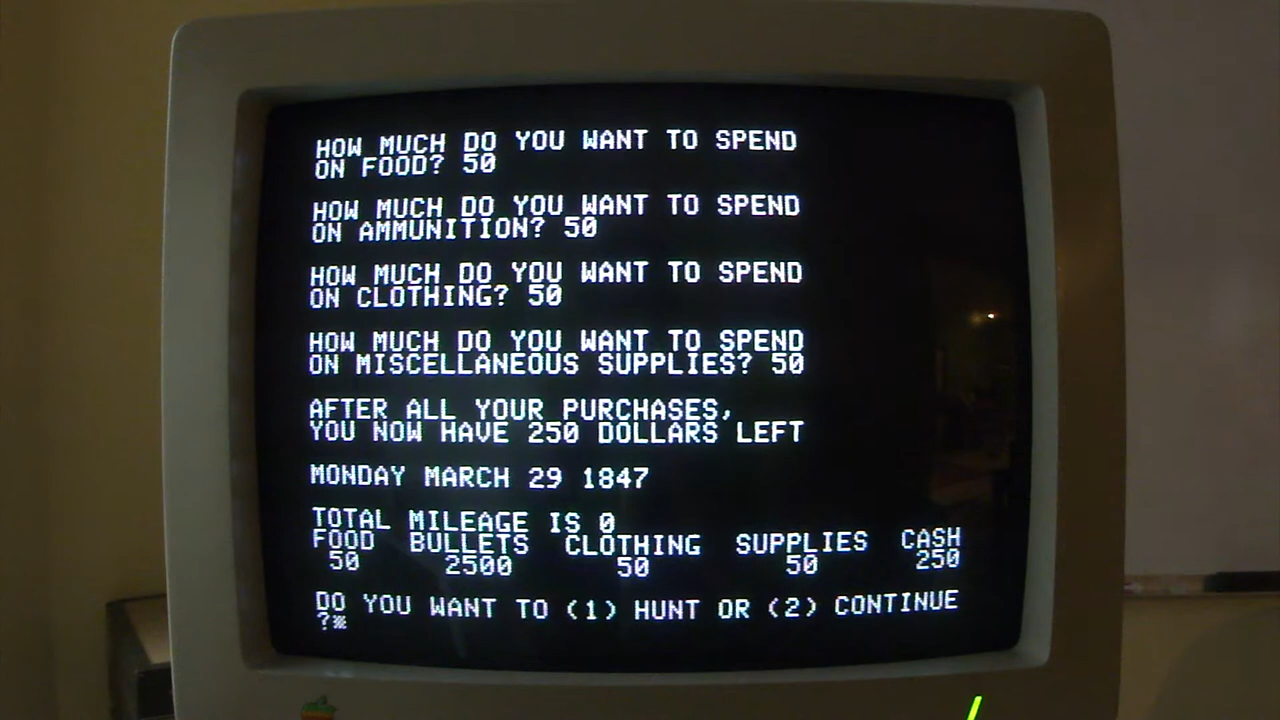 HOW MUCH DO YOU WANT TO SPEND
ON FOOD? 50
HOW MUCH DO YOU WANT TO SPEND
ON AMMUNITION? 50
HOW MUCH DO YOU WANT TO SPEND
ON CLOTHING? 50
HOW MUCH DO YOU WANT TO SPEND
ON MISCELLANEOUS SUPPLIES? 50
AFTER ALL YOUR PURCHASES,
YOU NOW HAVE 250 DOLLARS LEFT
MONDAY MARCH 29 1847
TOTAL MILEAGE IS 0
FOOD BULLETS CLOTHING SUPPLIES CASH
50 2500 50 50 250
DO YOU WANT TO (1) HUNT OR (2) CONTINUE
?